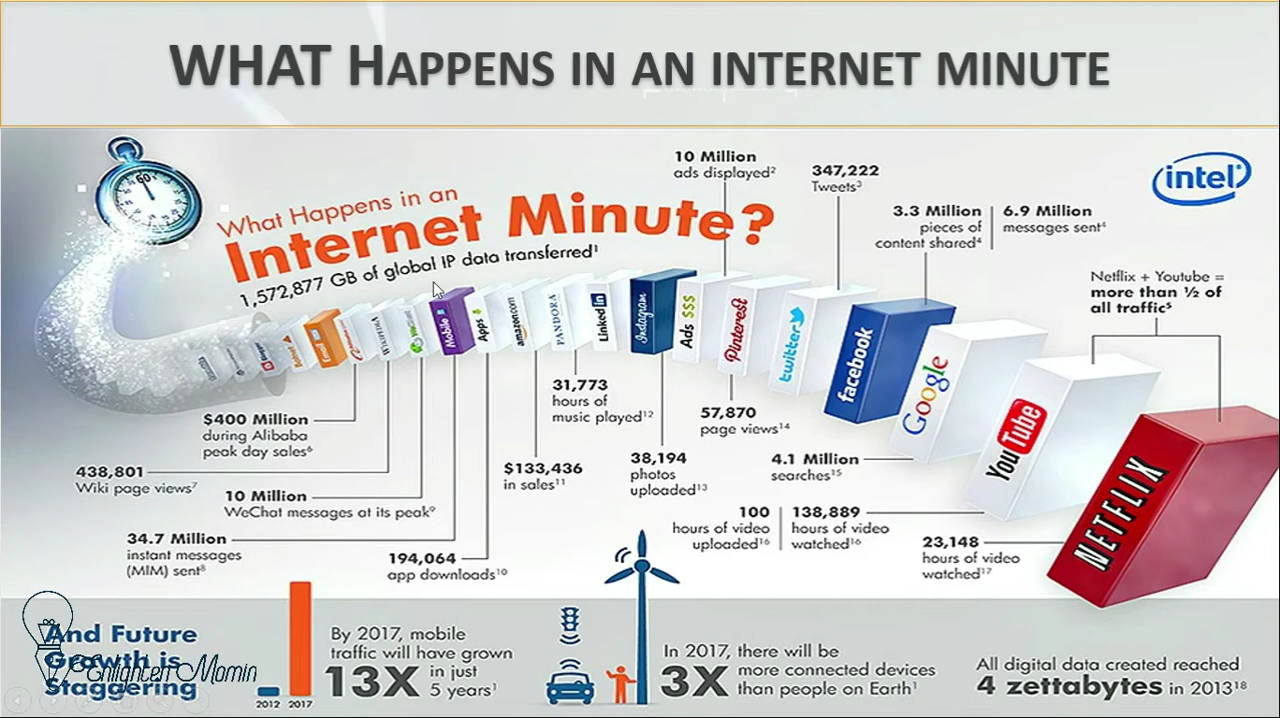 WHAT HAPPENS IN AN INTERNET MINUTE
60
What Happens in an
Internet Minute?
1,572,877 GB of global IP data transferred¹
intel
10 Million
ads displayed²
347,222
Tweets³
3.3 Million
pieces of
content shared⁴
6.9 Million
messages sent⁴
Netflix + Youtube =
more than ½ of
all traffic⁵
WIKIPEDIA
Mobile
Apps
amazon.com
PANDORA
Linked in
Instagram
Ads $$$
Pinterest
twitter
facebook
Google
YouTube
NETFLIX
$400 Million
during Alibaba
peak day sales⁶
438,801
Wiki page views⁷
10 Million
WeChat messages at its peak⁹
34.7 Million
instant messages
(MIM) sent⁸
194,064
app downloads¹⁰
$133,436
in sales¹¹
31,773
hours of
music played¹²
38,194
photos
uploaded¹³
57,870
page views¹⁴
4.1 Million
searches¹⁵
100
hours of video
uploaded¹⁶
138,889
hours of video
watched¹⁶
23,148
hours of video
watched¹⁷
And Future
Growth is
Staggering
Enlighten Momin
2012 2017
By 2017, mobile
traffic will have grown
13X in just
5 years¹
In 2017, there will be
3X more connected devices
than people on Earth¹
All digital data created reached
4 zettabytes in 2013¹⁸